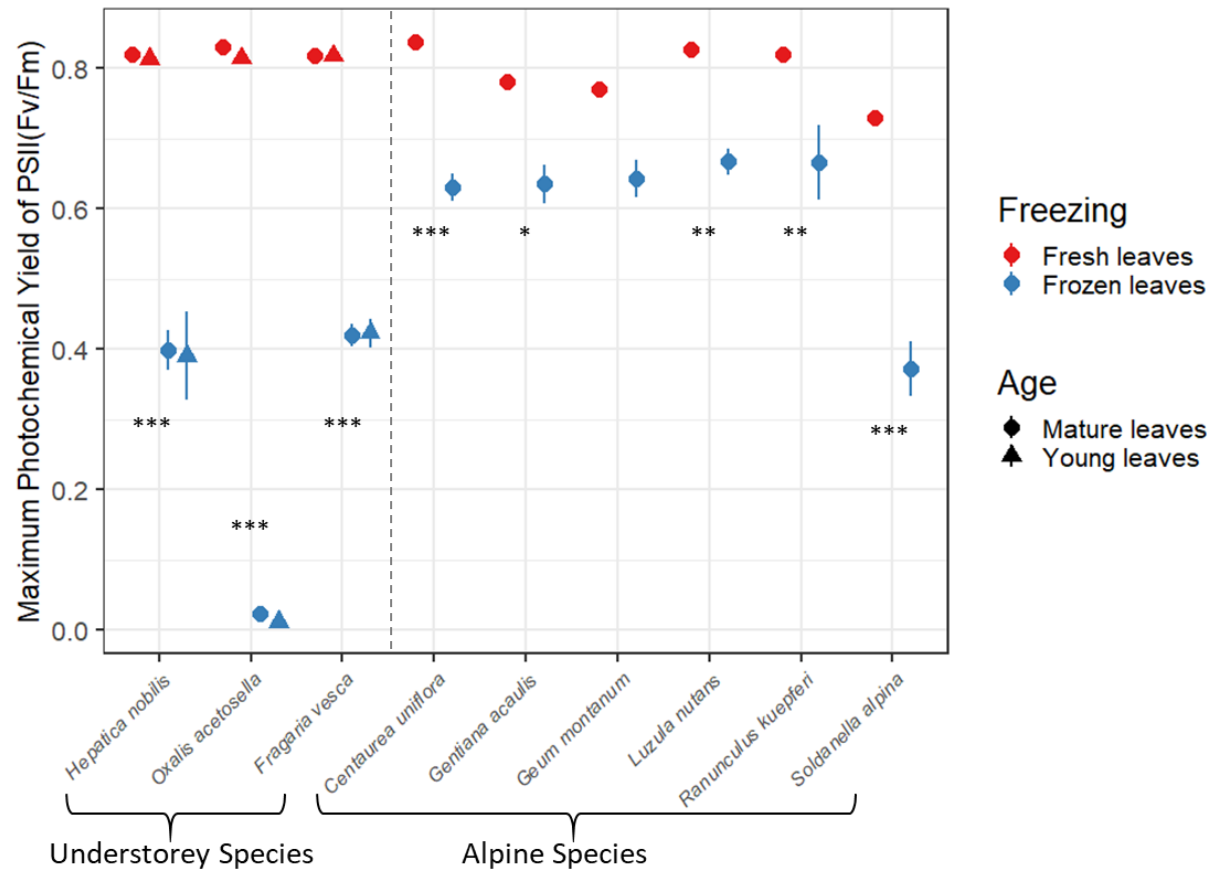 Maximum Photochemical Yield of PSII(Fv/Fm)
0.8
0.6
0.4
0.2
0.0
***
*
**
**
***
***
***
***
Hepatica nobilis
Oxalis acetosella
Fragaria vesca
Centaurea uniflora
Gentiana acaulis
Geum montanum
Luzula nutans
Ranunculus kuepferi
Soldanella alpina
Understorey Species
Alpine Species
Freezing
Fresh leaves
Frozen leaves
Age
Mature leaves
Young leaves